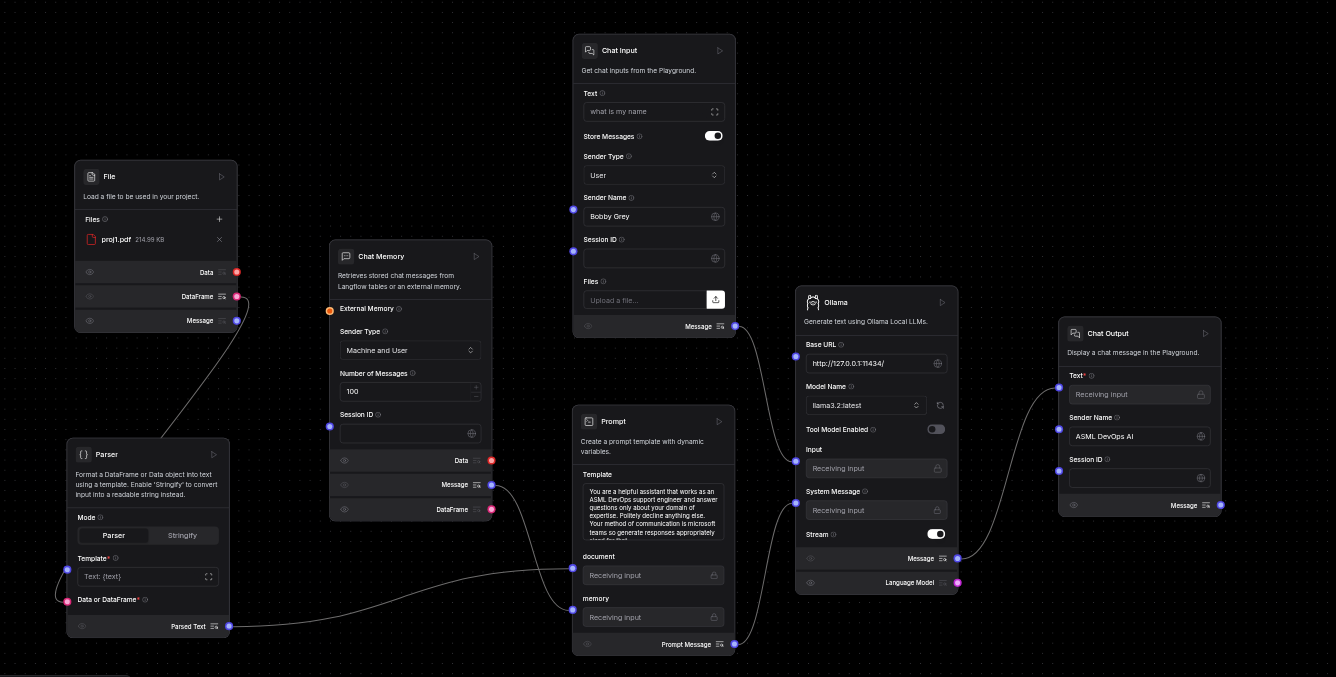 File
Load a file to be used in your project.
Files
proj1.pdf 214.99 KB
Data
DataFrame
Message
Parser
Format a DataFrame or Data object into text
using a template. Enable 'Stringify' to convert
input into a readable string instead.
Mode
Parser Stringify
Template*
Text: {text}
Data or DataFrame*
Parsed Text
Chat Memory
Retrieves stored chat messages from
Langflow tables or an external memory.
External Memory
Sender Type
Machine and User
Number of Messages
100
Session ID
Data
Message
DataFrame
Chat Input
Get chat inputs from the Playground.
Text
what is my name
Store Messages
Sender Type
User
Sender Name
Bobby Grey
Session ID
Files
Upload a file...
Message
Prompt
Create a prompt template with dynamic
variables.
Template
You are a helpful assistant that works as an
ASML DevOps support engineer and answer
questions only about your domain of
expertise. Politely decline anything else.
Your method of communication is microsoft
teams so generate responses appropriately
document
Receiving input
memory
Receiving input
Prompt Message
Ollama
Generate text using Ollama Local LLMs.
Base URL
http://127.0.0.1:11434/
Model Name
llama3.2:latest
Tool Model Enabled
Input
Receiving input
System Message
Receiving input
Stream
Message
Language Model
Chat Output
Display a chat message in the Playground.
Text*
Receiving input
Sender Name
ASML DevOps AI
Session ID
Message